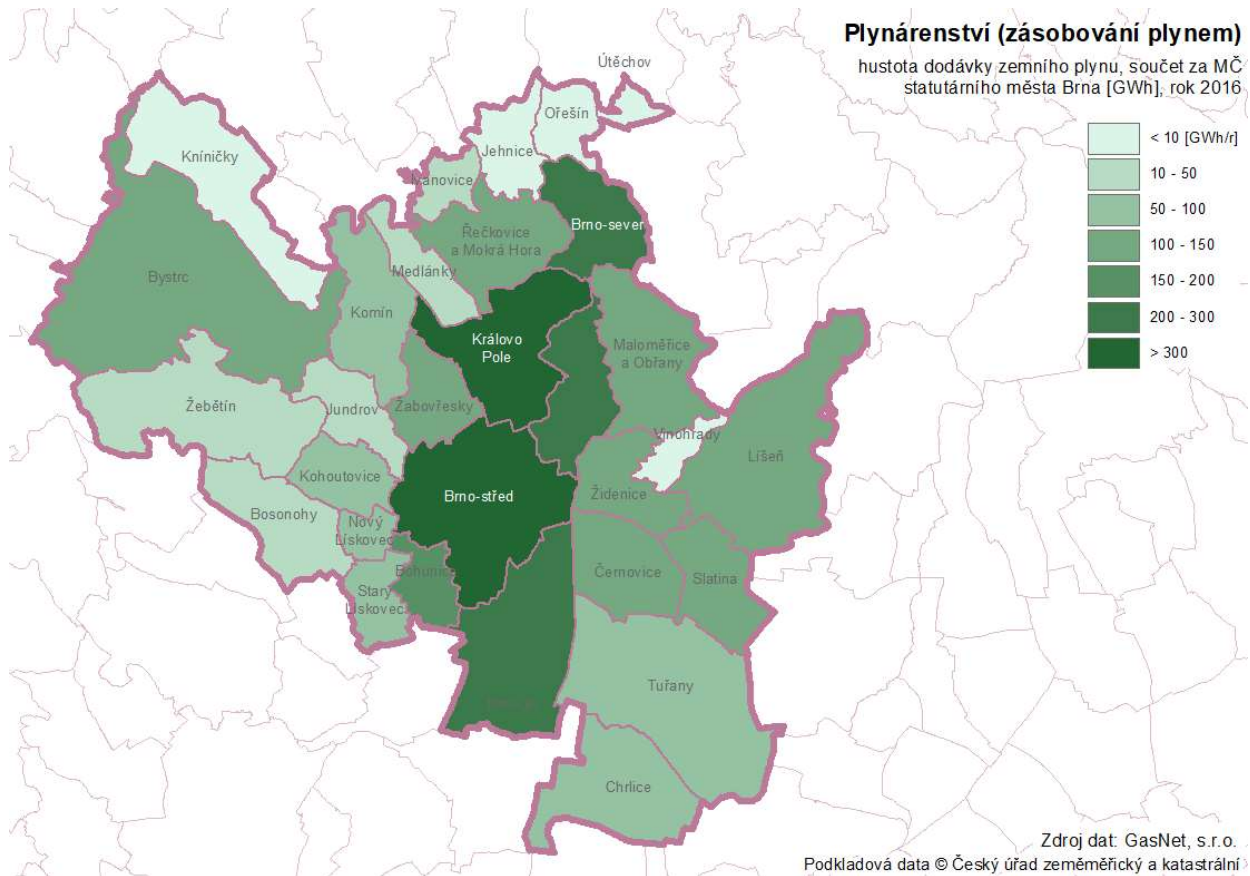 Plynárenství (zásobování plynem)
hustota dodávky zemního plynu, součet za MČ
statutárního města Brna [GWh], rok 2016
< 10 [GWh/r]
10 - 50
50 - 100
100 - 150
150 - 200
200 - 300
> 300
Útěchov
Ořešín
Jehnice
Kníničky
Ivanovice
Brno-sever
Řečkovice
a Mokrá Hora
Medlánky
Bystrc
Komín
Královo
Pole
Maloměřice
a Obřany
Žebětín
Jundrov
Žabovřesky
Vinohrady
Líšeň
Kohoutovice
Židenice
Brno-střed
Bosonohy
Nový
Lískovec
Bohunice
Černovice
Slatina
Starý
Lískovec
Tuřany
Chrlice
Zdroj dat: GasNet, s.r.o.
Podkladová data © Český úřad zeměměřický a katastrální